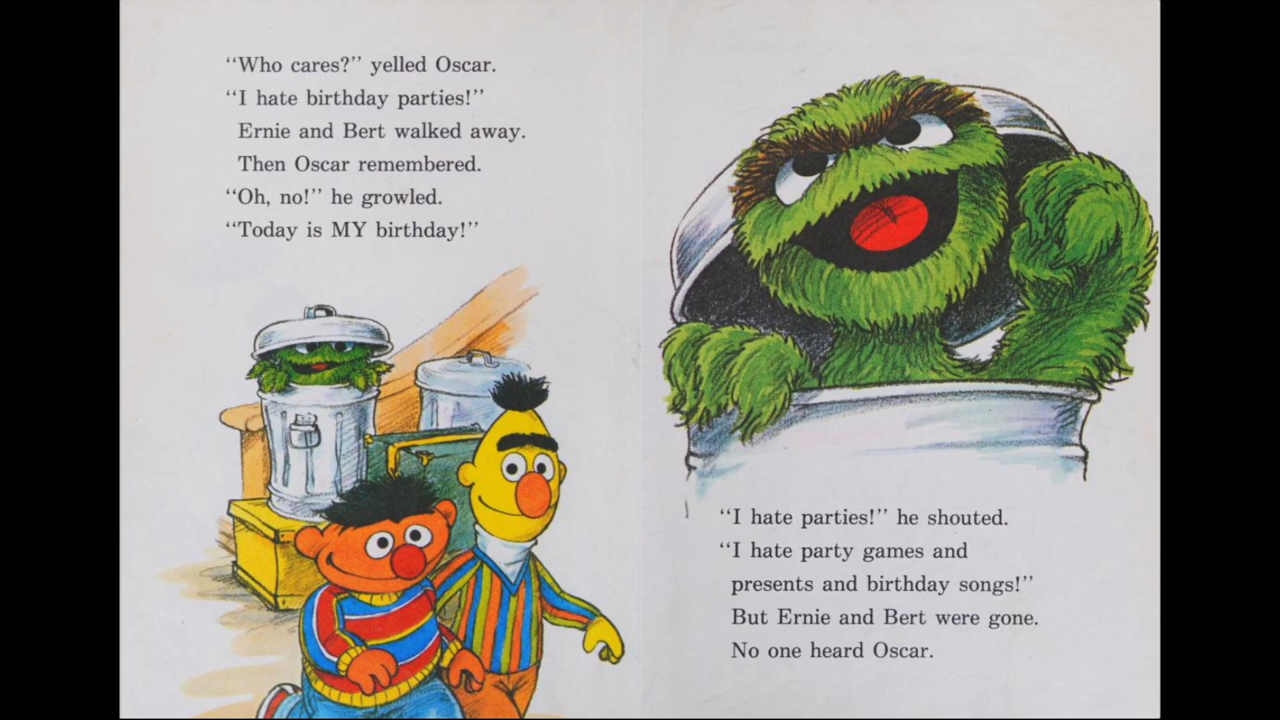 “Who cares?” yelled Oscar.
“I hate birthday parties!”
Ernie and Bert walked away.
Then Oscar remembered.
“Oh, no!” he growled.
“Today is MY birthday!”
“I hate parties!” he shouted.
“I hate party games and
presents and birthday songs!”
But Ernie and Bert were gone.
No one heard Oscar.